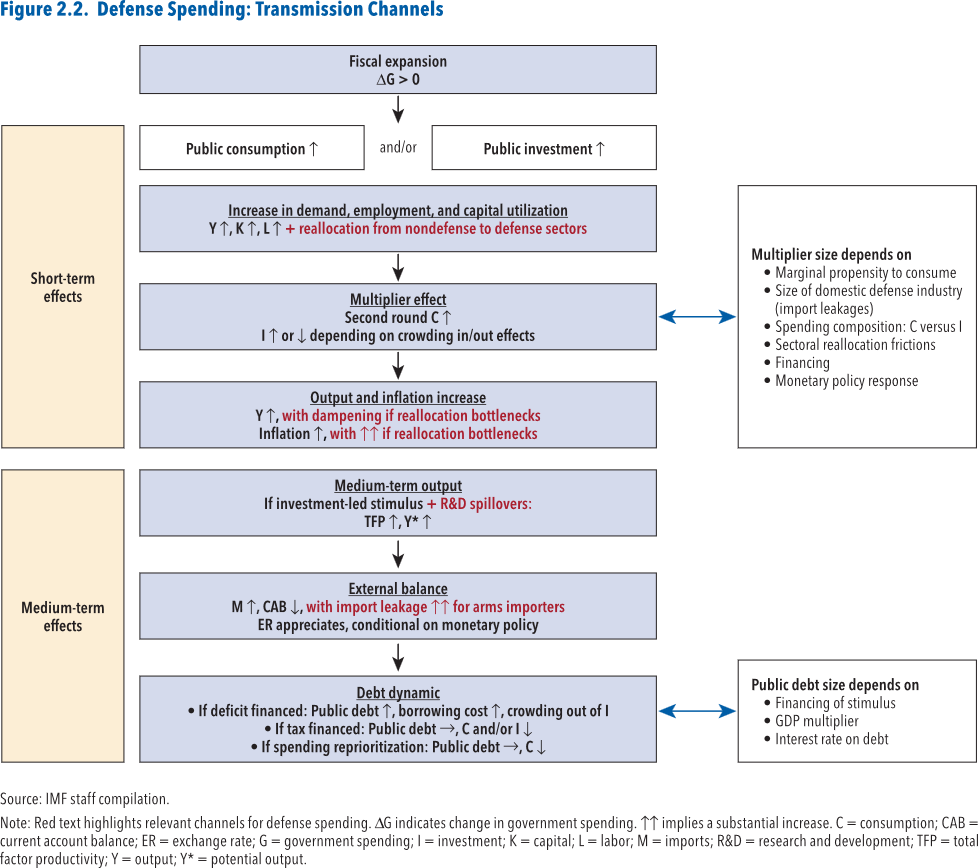 Figure 2.2. Defense Spending: Transmission Channels
Fiscal expansion
ΔG > 0
Short-term
effects
Public consumption ↑
and/or
Public investment ↑
Increase in demand, employment, and capital utilization
Y ↑, K ↑, L ↑ + reallocation from nondefense to defense sectors
Multiplier effect
Second round C ↑
I ↑ or ↓ depending on crowding in/out effects
Output and inflation increase
Y ↑, with dampening if reallocation bottlenecks
Inflation ↑, with ↑↑ if reallocation bottlenecks
Multiplier size depends on
• Marginal propensity to consume
• Size of domestic defense industry
(import leakages)
• Spending composition: C versus I
• Sectoral reallocation frictions
• Financing
• Monetary policy response
Medium-term
effects
Medium-term output
If investment-led stimulus + R&D spillovers:
TFP ↑, Y* ↑
External balance
M ↑, CAB ↓, with import leakage ↑↑ for arms importers
ER appreciates, conditional on monetary policy
Debt dynamic
• If deficit financed: Public debt ↑, borrowing cost ↑, crowding out of I
• If tax financed: Public debt →, C and/or I ↓
• If spending reprioritization: Public debt →, C ↓
Public debt size depends on
• Financing of stimulus
• GDP multiplier
• Interest rate on debt
Source: IMF staff compilation.
Note: Red text highlights relevant channels for defense spending. ΔG indicates change in government spending. ↑↑ implies a substantial increase. C = consumption; CAB =
current account balance; ER = exchange rate; G = government spending; I = investment; K = capital; L = labor; M = imports; R&D = research and development; TFP = total
factor productivity; Y = output; Y* = potential output.